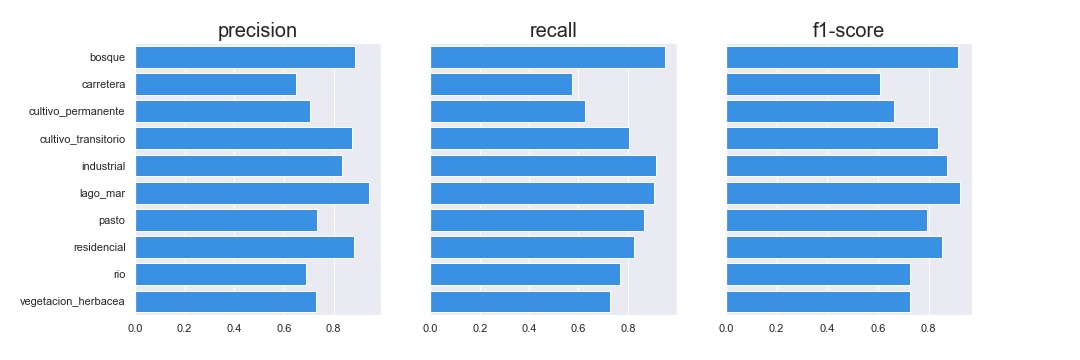 precision recall f1-score
bosque
carretera
cultivo_permanente
cultivo_transitorio
industrial
lago_mar
pasto
residencial
rio
vegetacion_herbacea
0.0 0.2 0.4 0.6 0.8 0.0 0.2 0.4 0.6 0.8 0.0 0.2 0.4 0.6 0.8